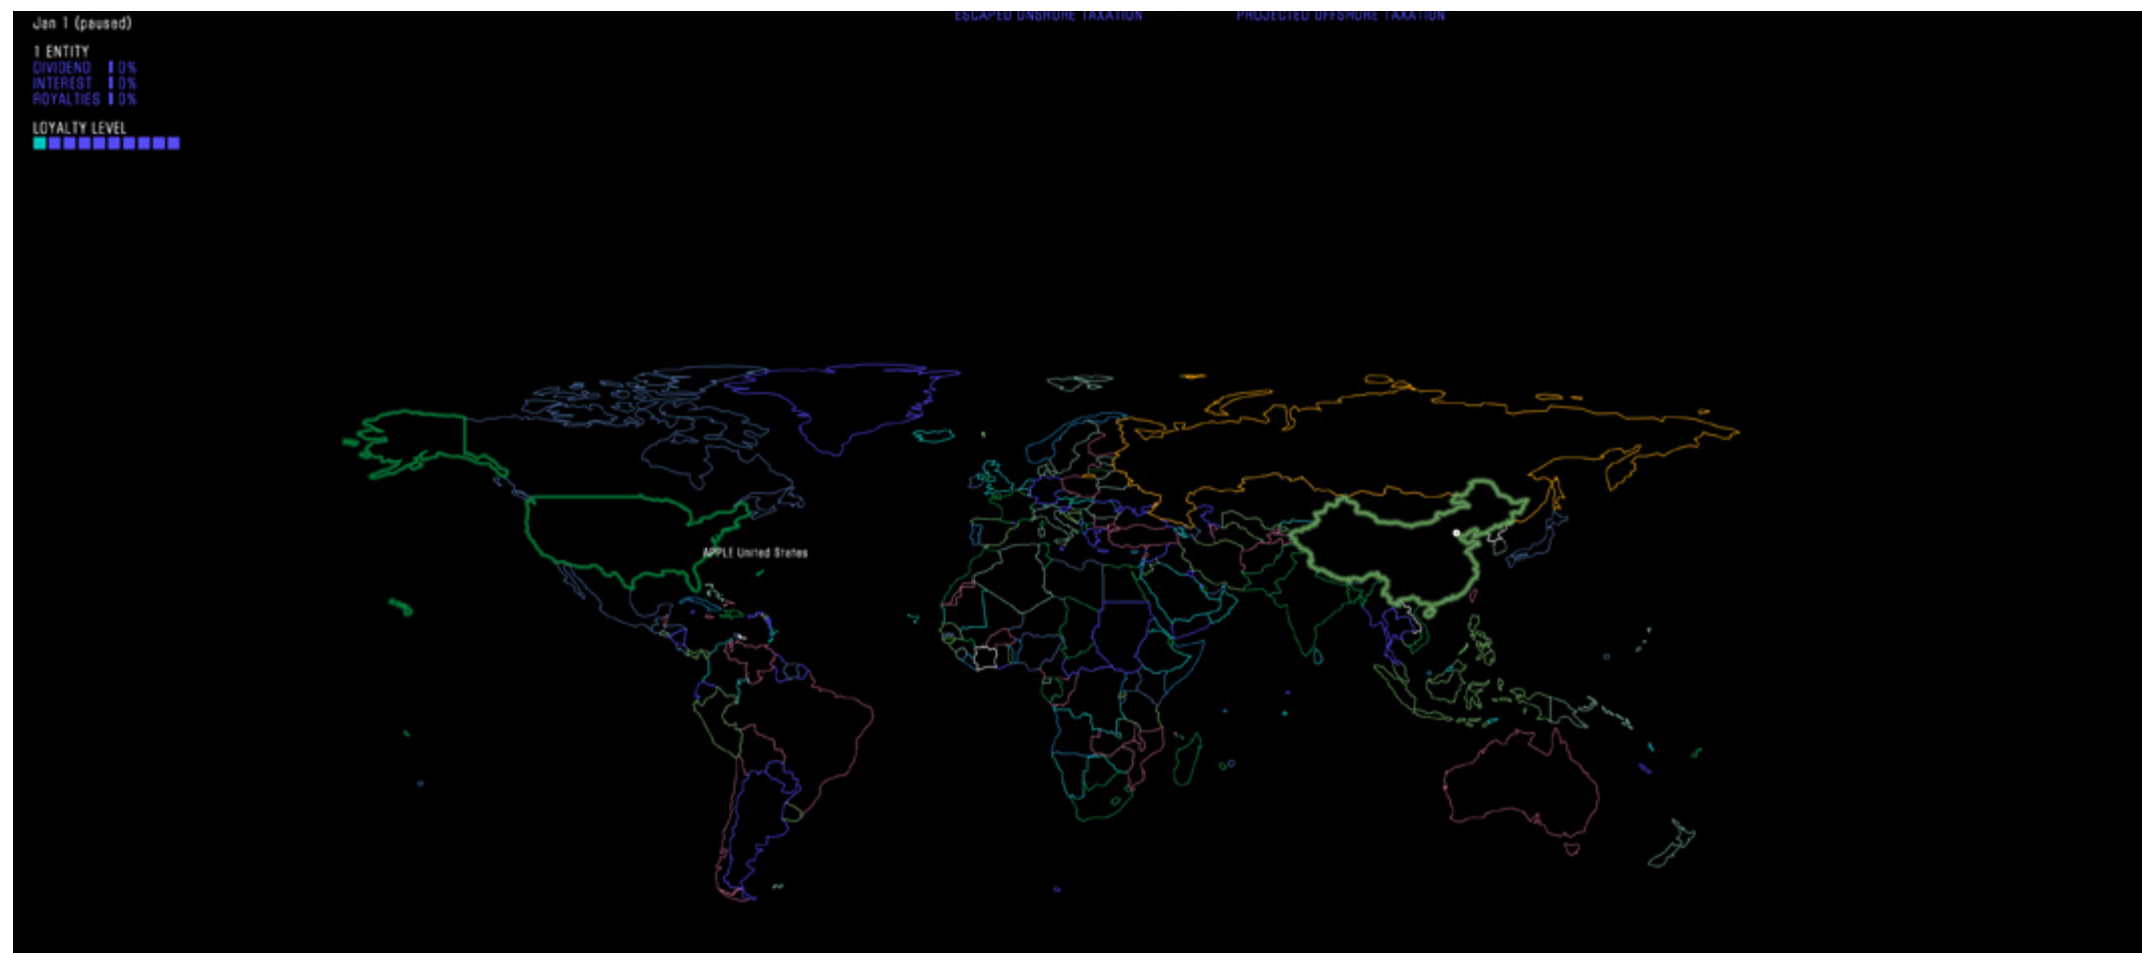 Jan 1 (paused)
ESCAPED ONSHORE TAXATION
PROJECTED OFFSHORE TAXATION
1 ENTITY
DIVIDEND 0%
INTEREST 0%
ROYALTIES 0%
LOYALTY LEVEL
APPLE United States